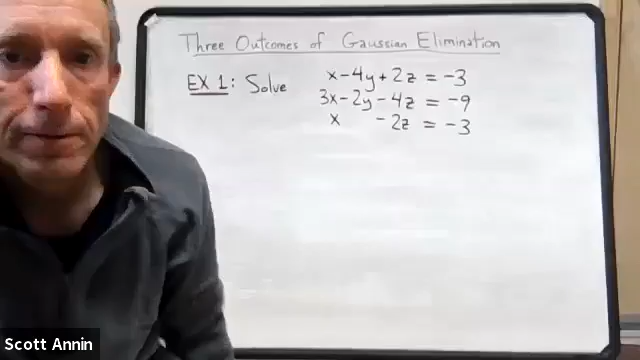 Three Outcomes of Gaussian Elimination
EX 1: Solve x-4y+2z = -3
3x-2y-4z = -9
x -2z = -3
Scott Annin